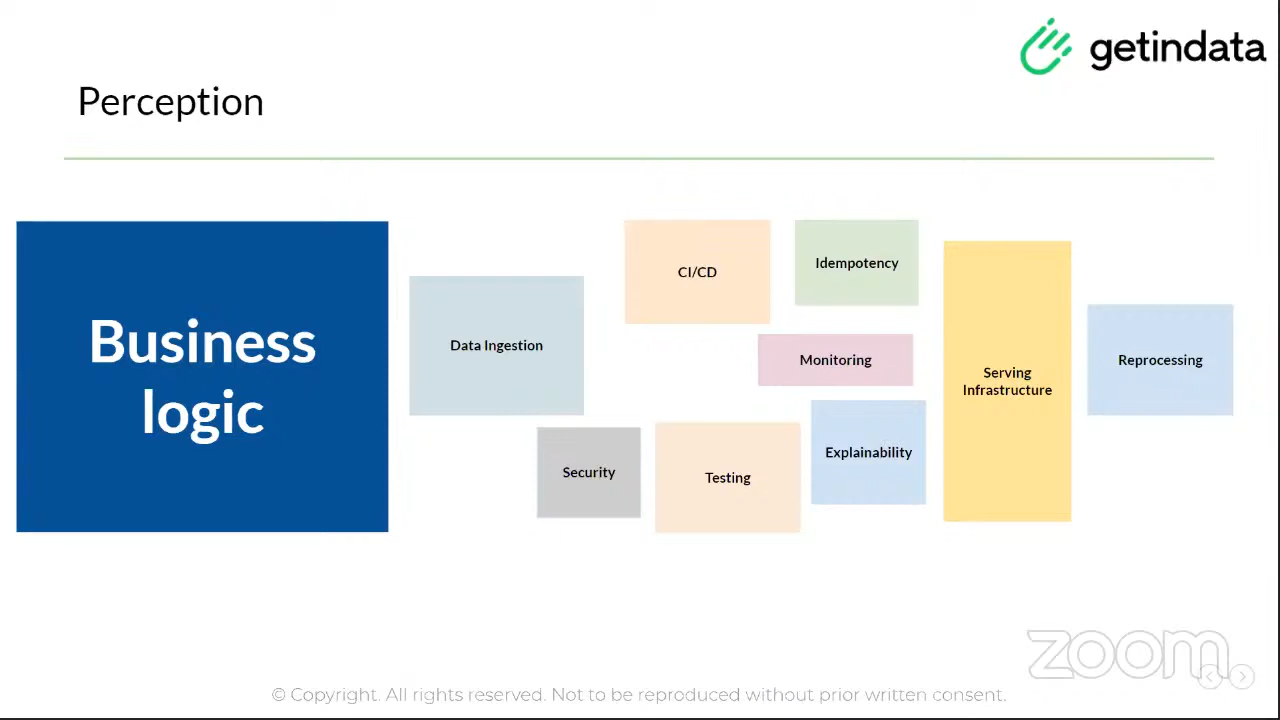 getindata
Perception
Business
logic
Data Ingestion
CI/CD
Idempotency
Monitoring
Security
Testing
Explainability
Serving
Infrastructure
Reprocessing
zoom
© Copyright. All rights reserved. Not to be reproduced without prior written consent.